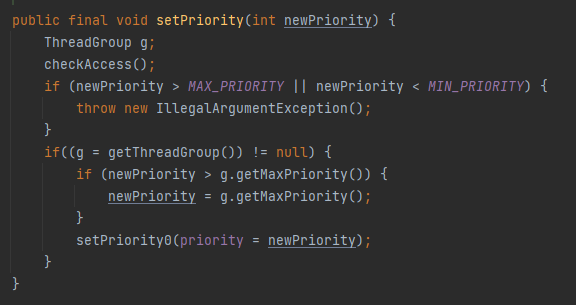 public final void setPriority(int newPriority) {
    ThreadGroup g;
    checkAccess();
    if (newPriority > MAX_PRIORITY || newPriority < MIN_PRIORITY) {
        throw new IllegalArgumentException();
    }
    if((g = getThreadGroup()) != null) {
        if (newPriority > g.getMaxPriority()) {
            newPriority = g.getMaxPriority();
        }
        setPriority0(priority = newPriority);
    }
}